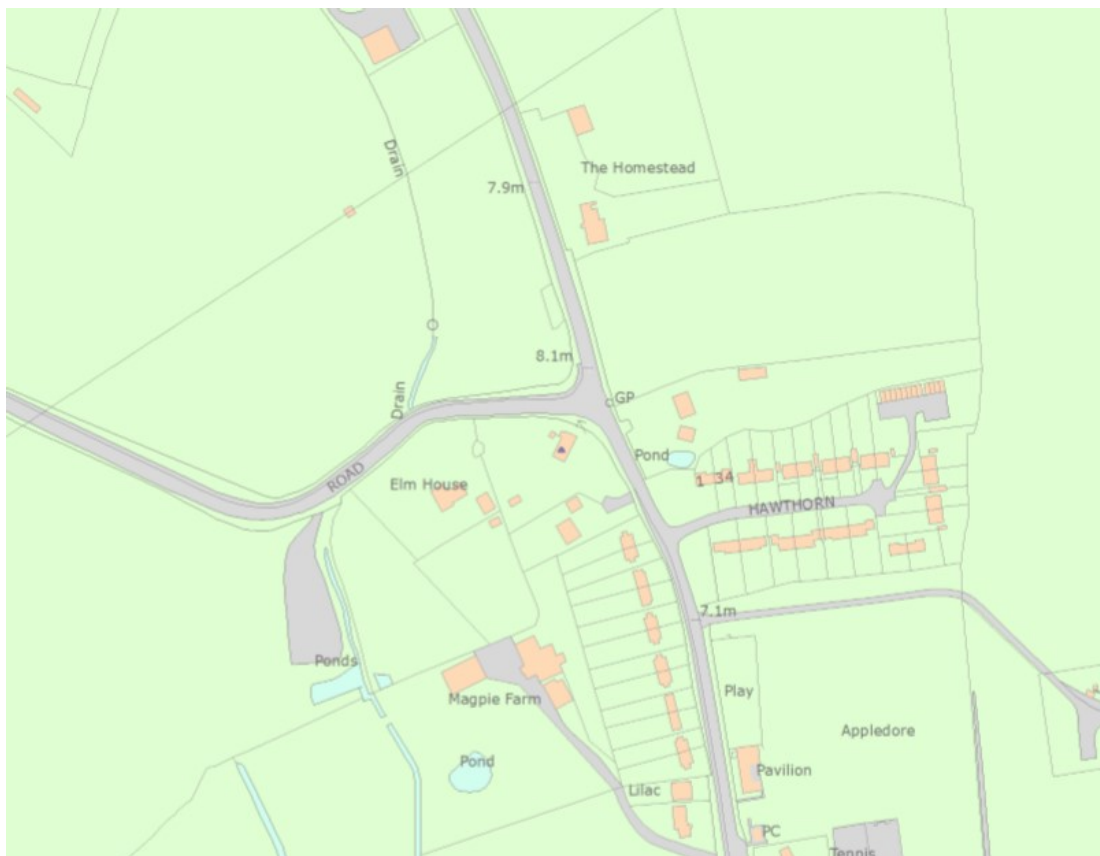 Drain
The Homestead
7.9m
8.1m
Drain
GP
Pond
1 34
ROAD
Elm House
HAWTHORN
7.1m
Ponds
Magpie Farm
Play
Appledore
Pond
Pavilion
Lilac
PC
Tennis